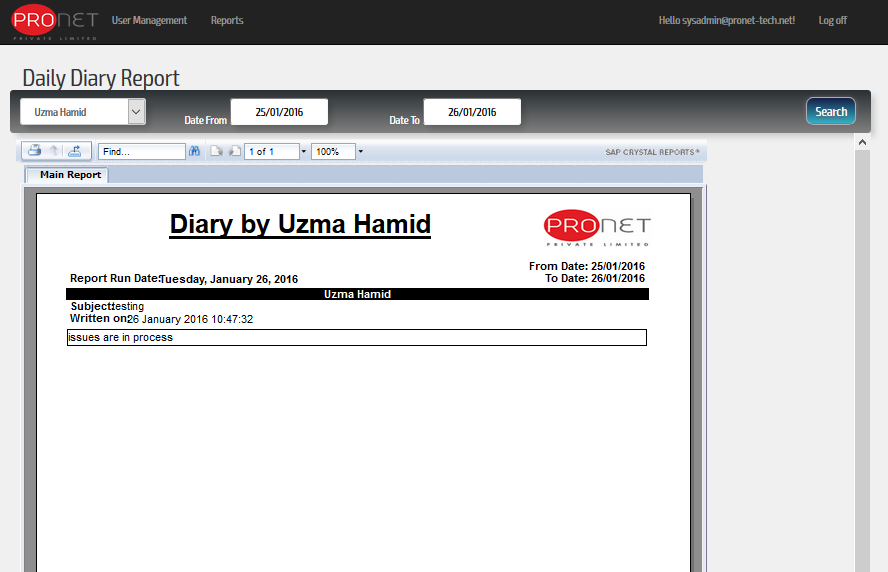 PRONET
PRIVATE LIMITED
User Management
Reports
Hello sysadmin@pronet-tech.net!
Log off
Daily Diary Report
Uzma Hamid
Date From
25/01/2016
Date To
26/01/2016
Search
Find...
1 of 1
100%
SAP CRYSTAL REPORTS
Main Report
Diary by Uzma Hamid
PRONET
PRIVATE LIMITED
From Date: 25/01/2016
Report Run Date: Tuesday, January 26, 2016
To Date: 26/01/2016
Uzma Hamid
Subject: testing
Written on: 26 January 2016 10:47:32
issues are in process